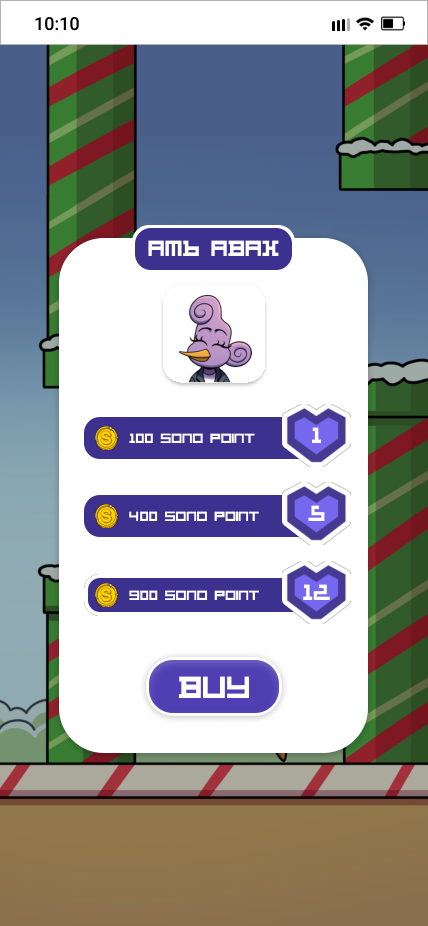 10:10
AMb ABAX
S 100 SONO POINT 1
S 400 SONO POINT 5
S 900 SONO POINT 12
BUY